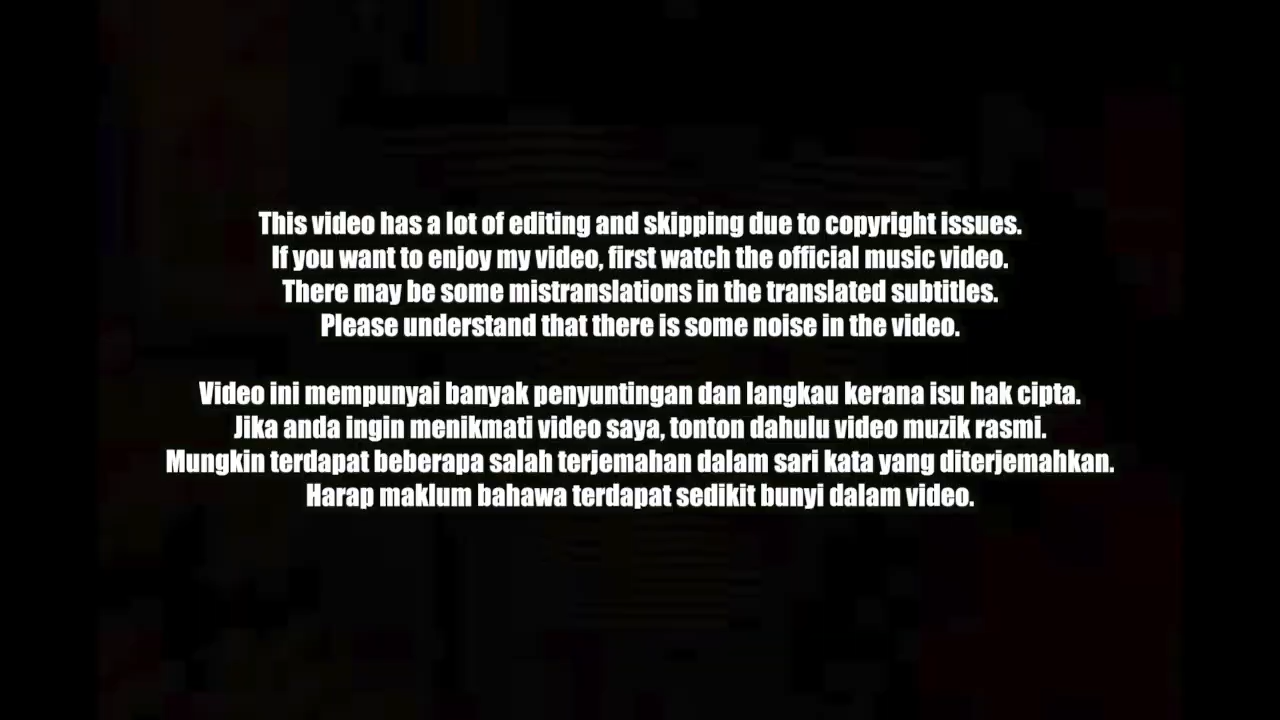 This video has a lot of editing and skipping due to copyright issues.
If you want to enjoy my video, first watch the official music video.
There may be some mistranslations in the translated subtitles.
Please understand that there is some noise in the video.
Video ini mempunyai banyak penyuntingan dan langkau kerana isu hak cipta.
Jika anda ingin menikmati video saya, tonton dahulu video muzik rasmi.
Mungkin terdapat beberapa salah terjemahan dalam sari kata yang diterjemahkan.
Harap maklum bahawa terdapat sedikit bunyi dalam video.